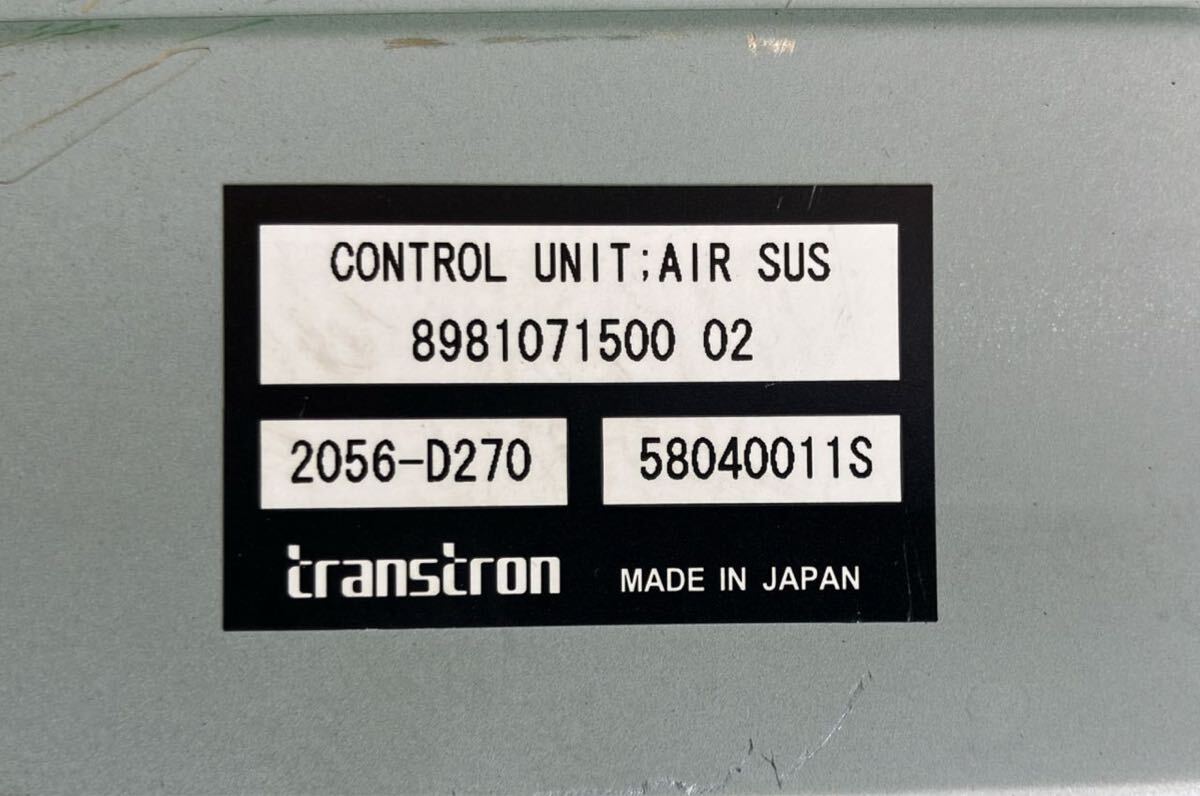 CONTROL UNIT;AIR SUS
8981071500 02
2056-D270
58040011S
transtron
MADE IN JAPAN